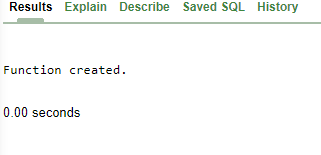 Results Explain Describe Saved SQL History
Function created.
0.00 seconds